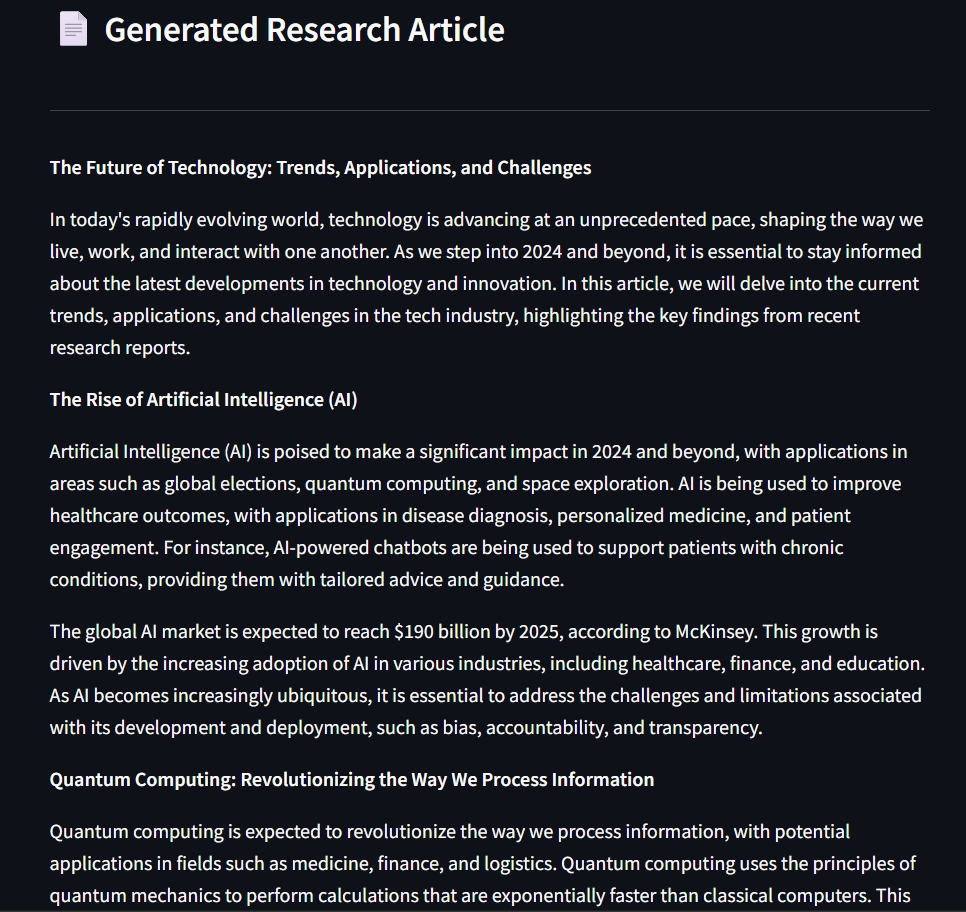 Generated Research Article
The Future of Technology: Trends, Applications, and Challenges
In today's rapidly evolving world, technology is advancing at an unprecedented pace, shaping the way we
live, work, and interact with one another. As we step into 2024 and beyond, it is essential to stay informed
about the latest developments in technology and innovation. In this article, we will delve into the current
trends, applications, and challenges in the tech industry, highlighting the key findings from recent
research reports.
The Rise of Artificial Intelligence (AI)
Artificial Intelligence (AI) is poised to make a significant impact in 2024 and beyond, with applications in
areas such as global elections, quantum computing, and space exploration. AI is being used to improve
healthcare outcomes, with applications in disease diagnosis, personalized medicine, and patient
engagement. For instance, AI-powered chatbots are being used to support patients with chronic
conditions, providing them with tailored advice and guidance.
The global AI market is expected to reach $190 billion by 2025, according to McKinsey. This growth is
driven by the increasing adoption of AI in various industries, including healthcare, finance, and education.
As AI becomes increasingly ubiquitous, it is essential to address the challenges and limitations associated
with its development and deployment, such as bias, accountability, and transparency.
Quantum Computing: Revolutionizing the Way We Process Information
Quantum computing is expected to revolutionize the way we process information, with potential
applications in fields such as medicine, finance, and logistics. Quantum computing uses the principles of
quantum mechanics to perform calculations that are exponentially faster than classical computers. This